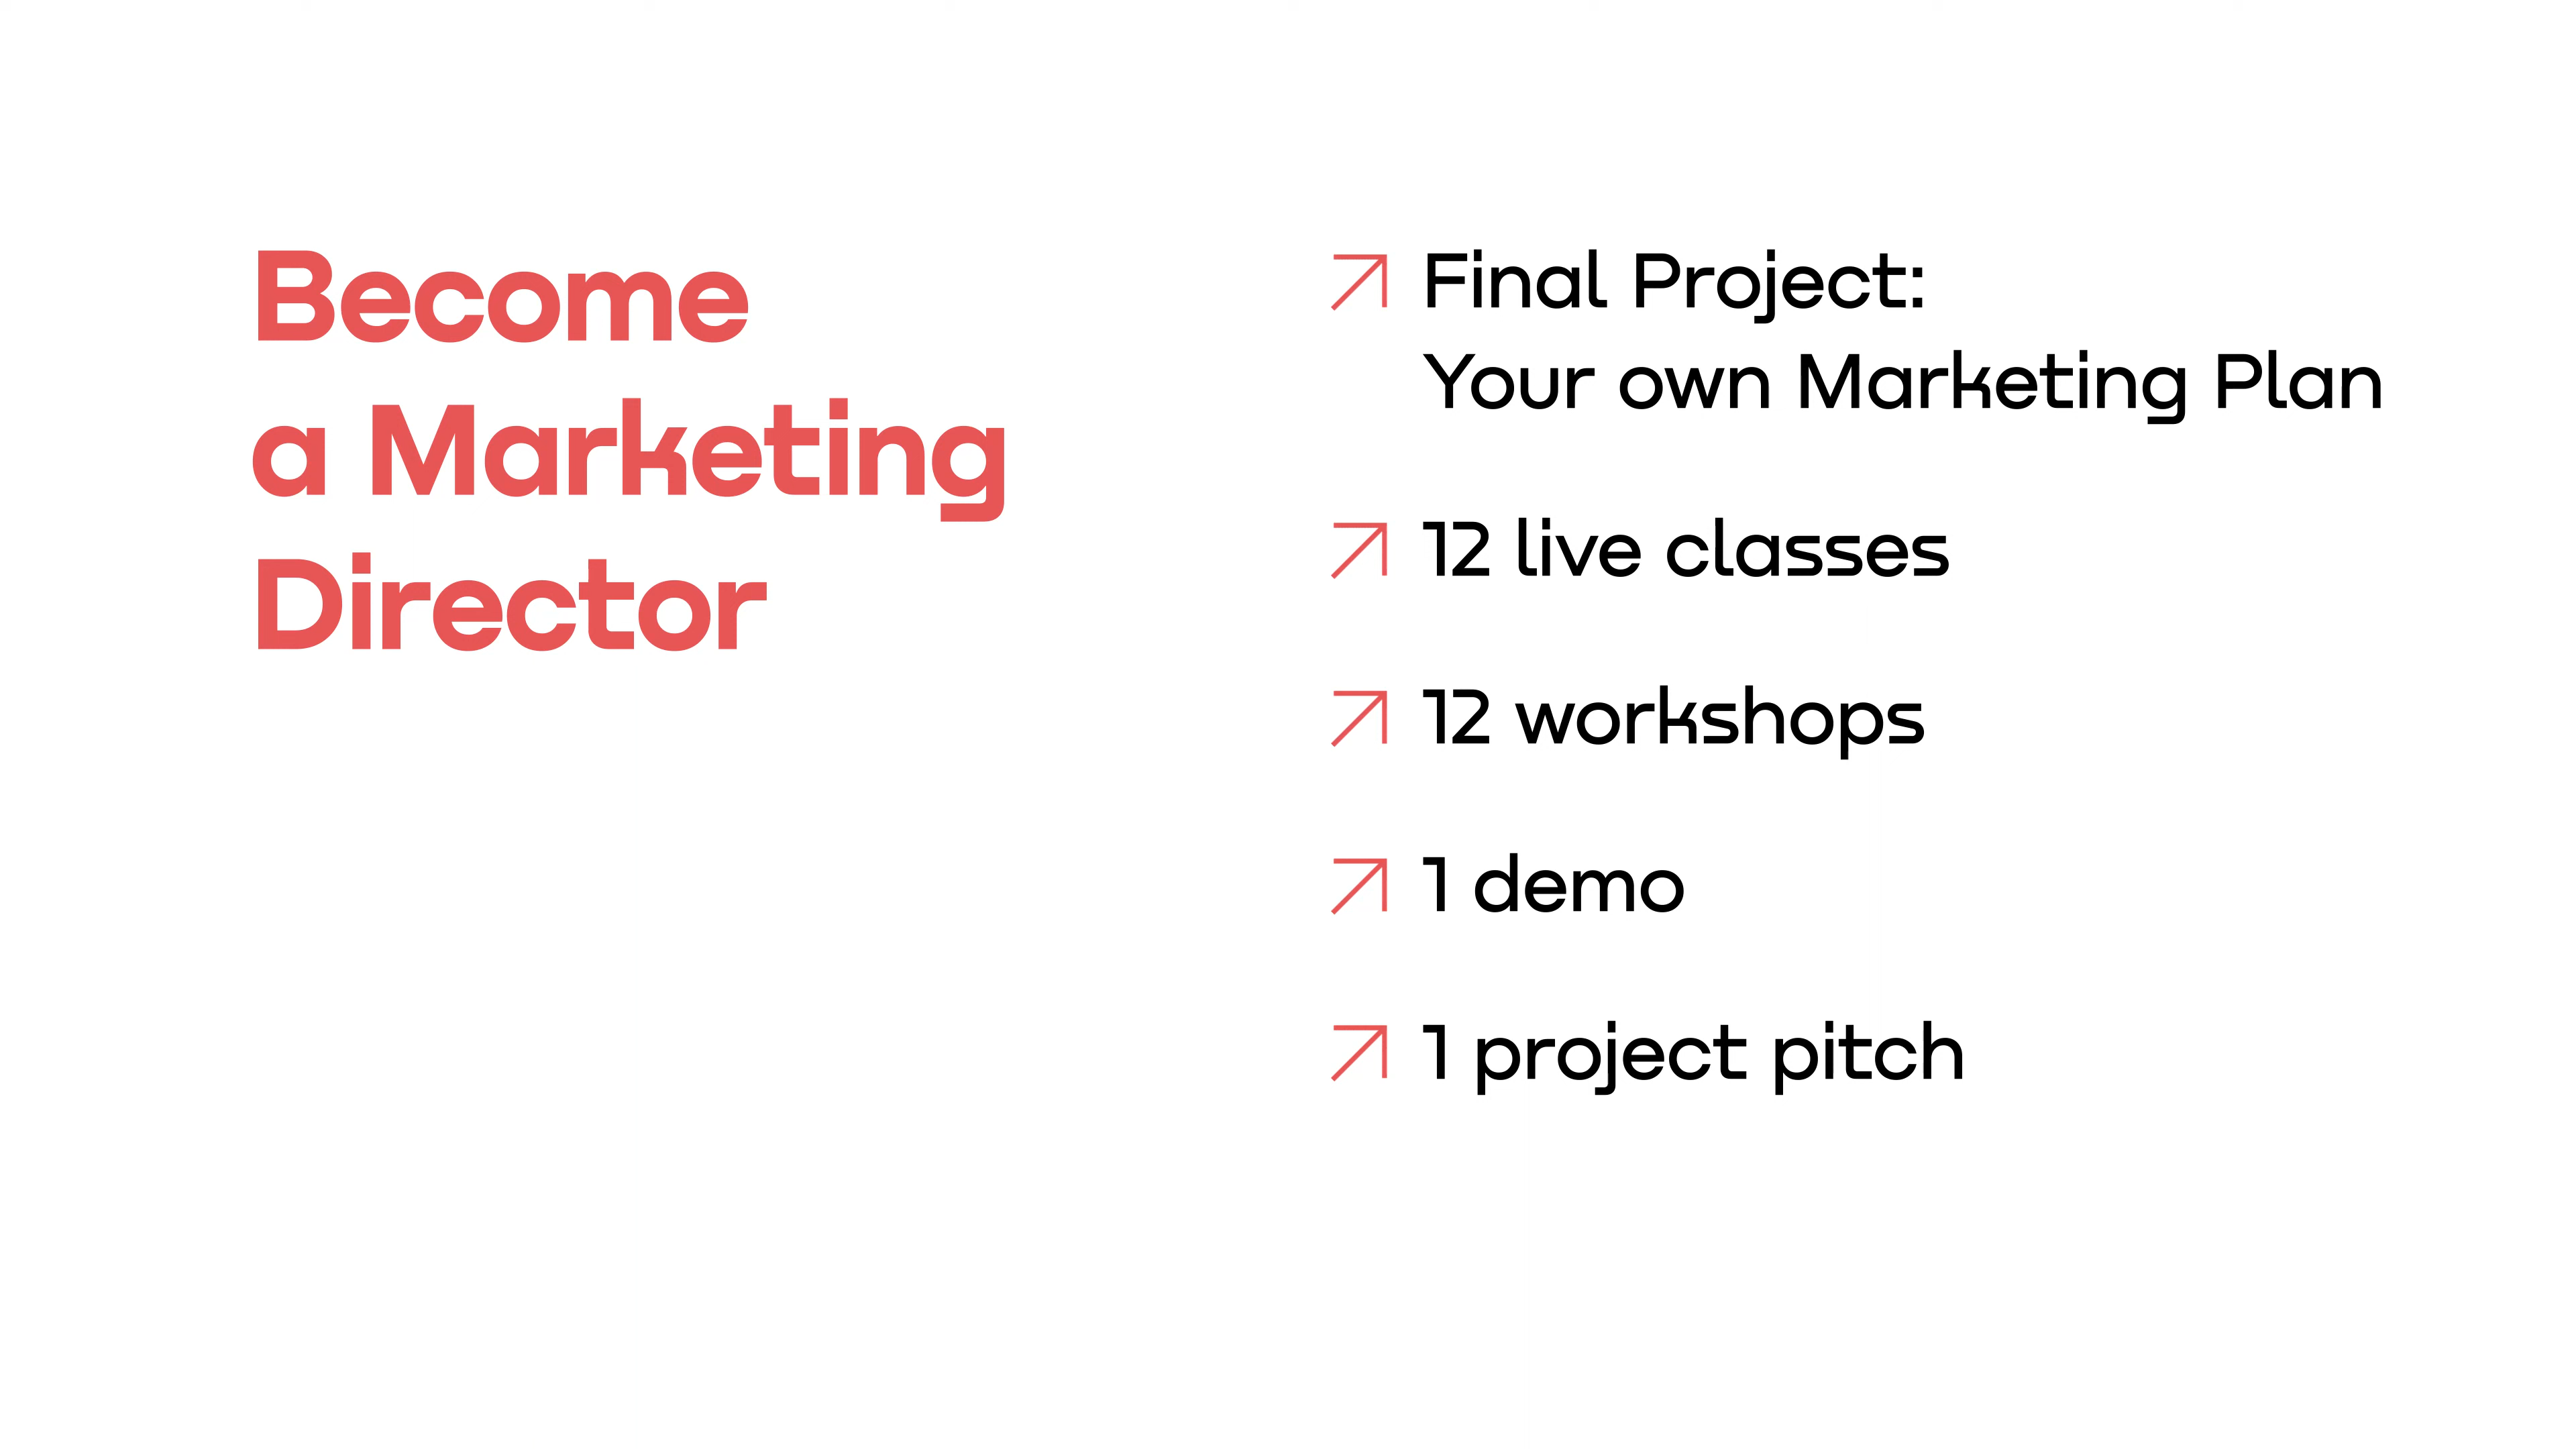 Become
a Marketing
Director
Final Project:
Your own Marketing Plan
12 live classes
12 workshops
1 demo
1 project pitch